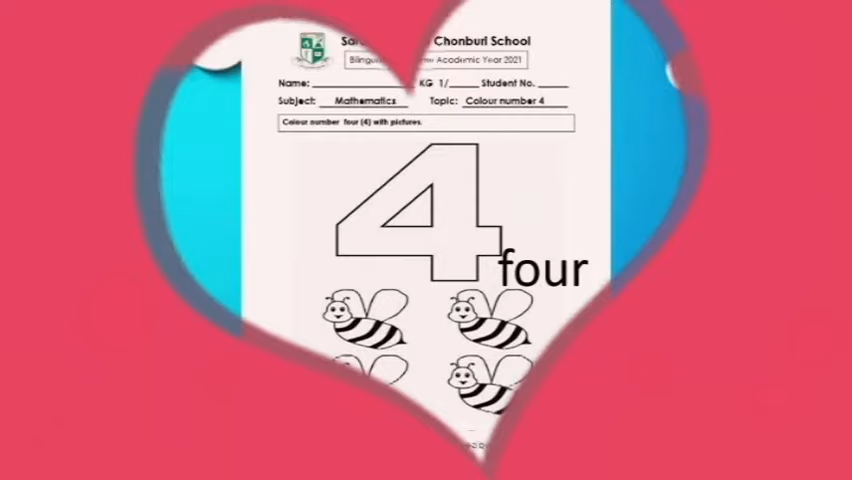 Chonburi School
Academic Year 2021
Name: KG 1/ Student No.
Subject: Mathematics Topic: Colour number 4
Colour number four (4) with pictures.
4
four